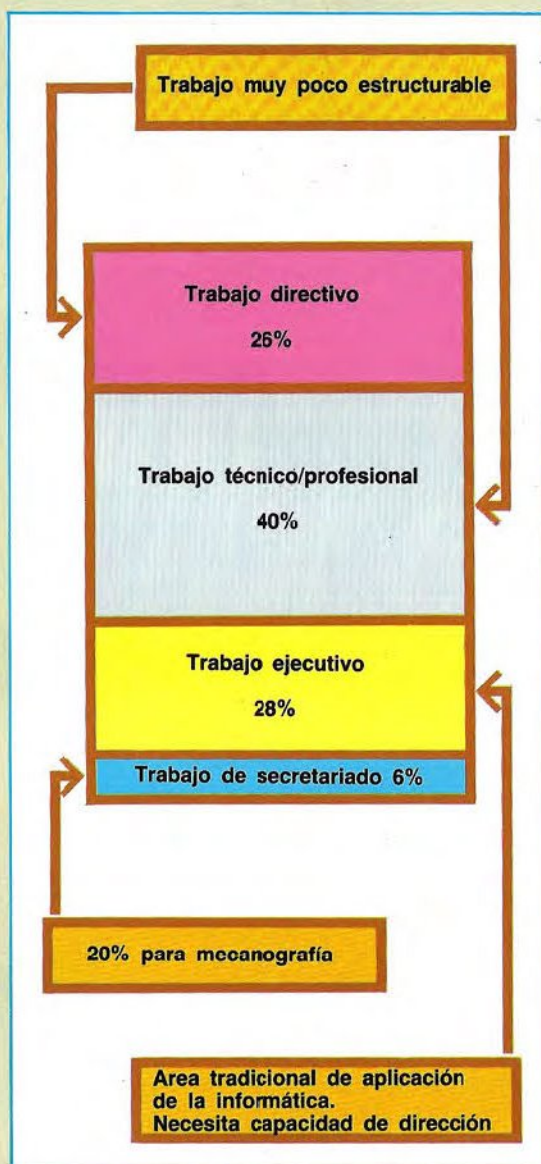 Trabajo muy poco estructurable
Trabajo directivo
26%
Trabajo técnico/profesional
40%
Trabajo ejecutivo
28%
Trabajo de secretariado 6%
20% para mecanografía
Area tradicional de aplicación
de la informática.
Necesita capacidad de dirección